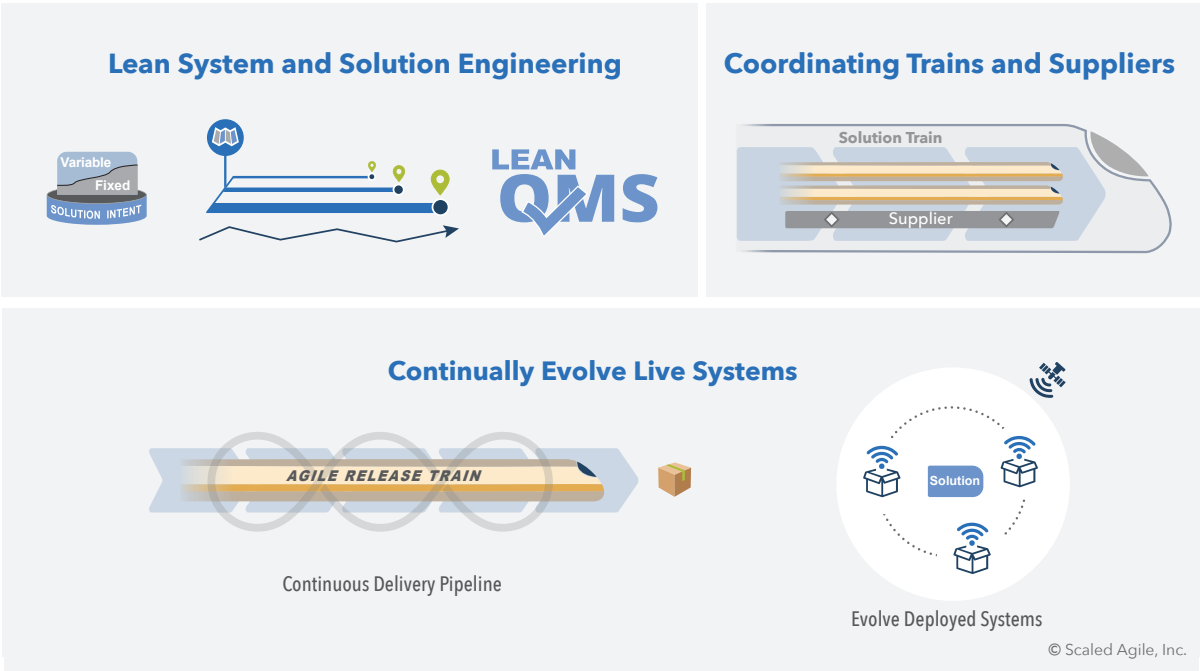 Lean System and Solution Engineering
Variable
Fixed
SOLUTION INTENT
LEAN
QMS
Coordinating Trains and Suppliers
Solution Train
Supplier
Continually Evolve Live Systems
AGILE RELEASE TRAIN
Continuous Delivery Pipeline
Solution
Evolve Deployed Systems
© Scaled Agile, Inc.